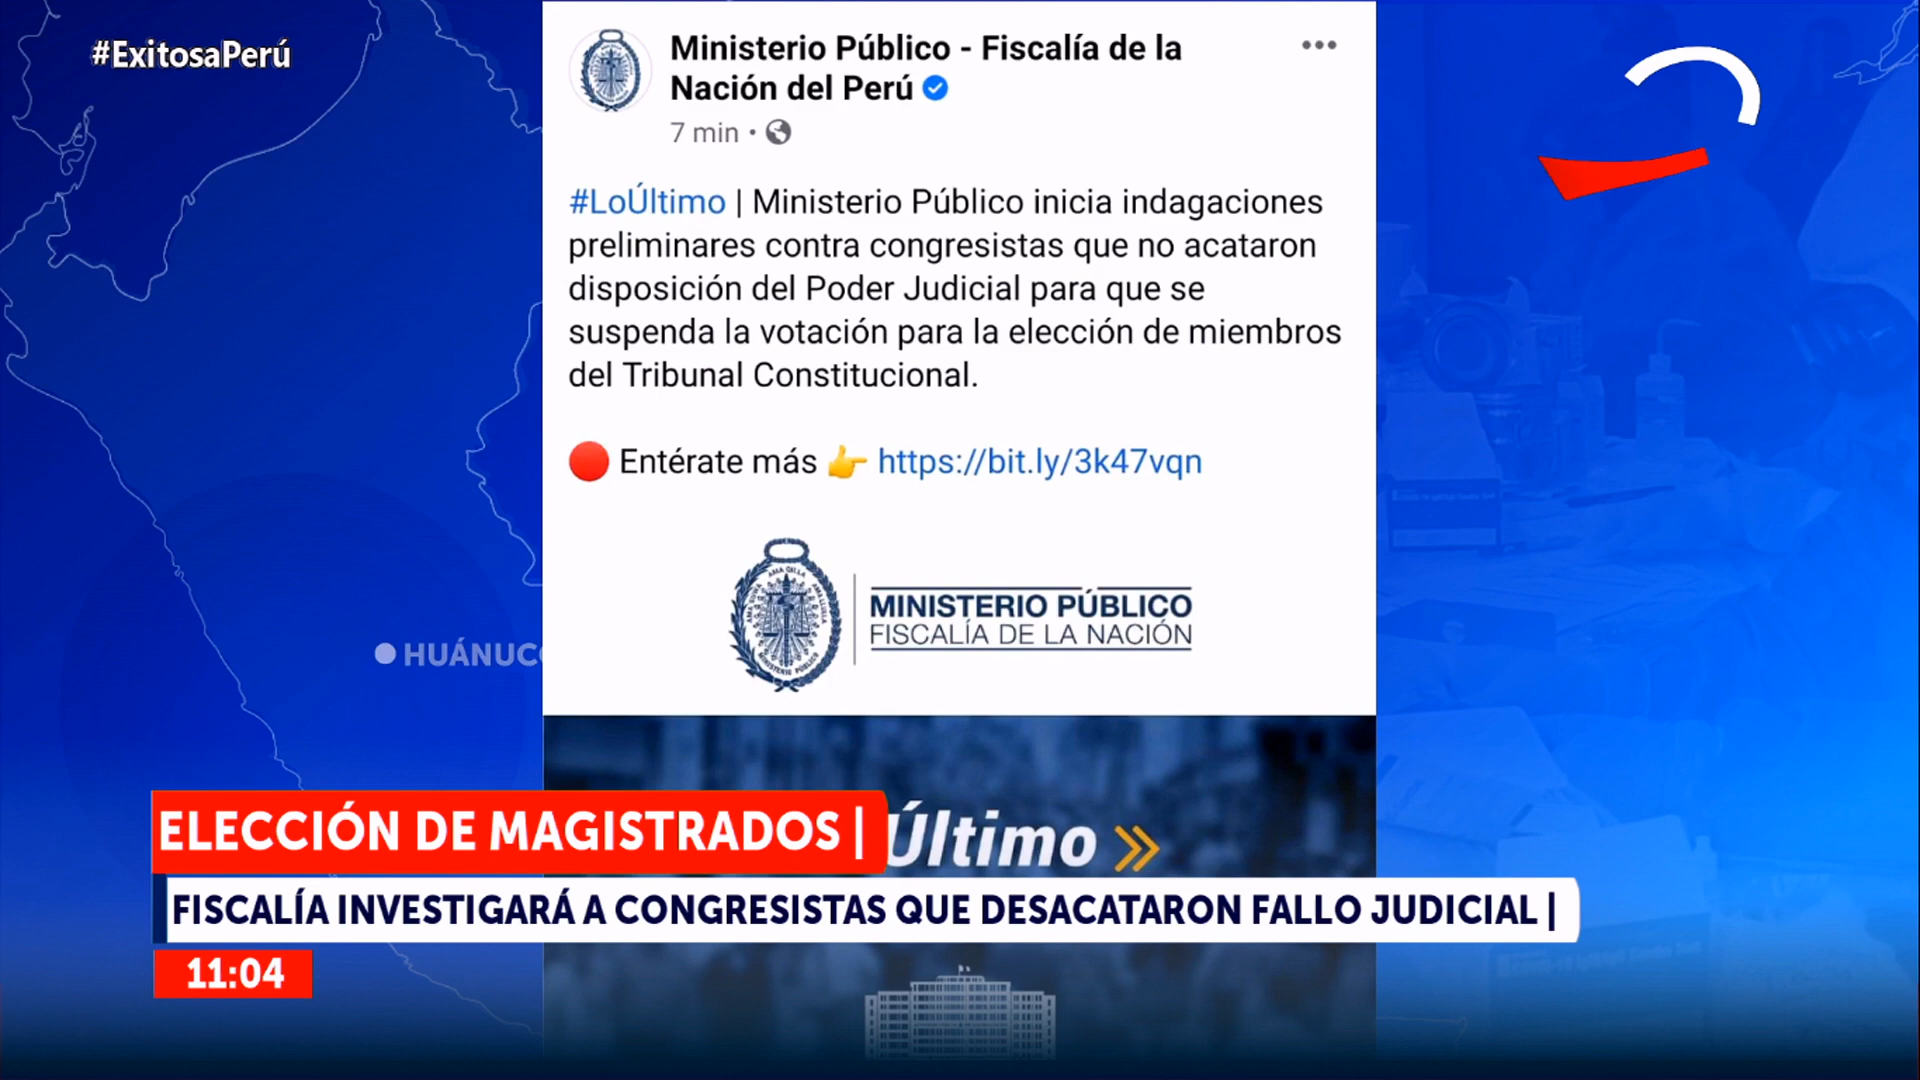 #ExitosaPerú
Ministerio Público - Fiscalía de la
Nación del Perú
7 min •
#LoÚltimo | Ministerio Público inicia indagaciones
preliminares contra congresistas que no acataron
disposición del Poder Judicial para que se
suspenda la votación para la elección de miembros
del Tribunal Constitucional.
🔴 Entérate más 👉 https://bit.ly/3k47vqn
MINISTERIO PÚBLICO
FISCALÍA DE LA NACIÓN
HUÁNUCO
Último »
ELECCIÓN DE MAGISTRADOS |
FISCALÍA INVESTIGARÁ A CONGRESISTAS QUE DESACATARON FALLO JUDICIAL |
11:04